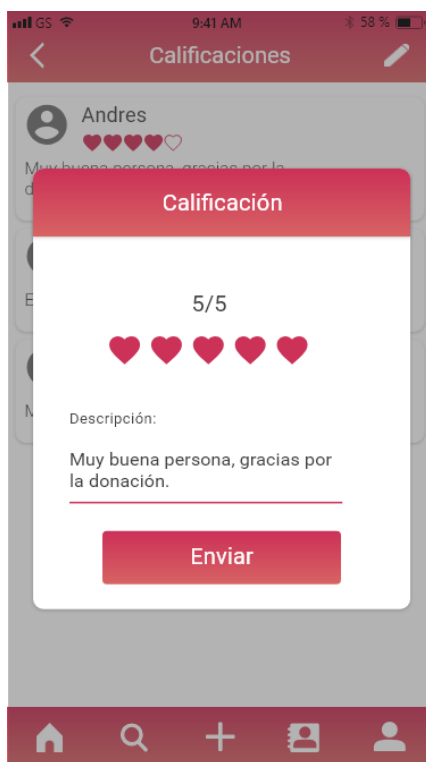 GS 9:41 AM 58 %
Calificaciones
Andres
Muy buena persona, gracias por la
d
Calificación
E
5/5
M
Descripción:
Muy buena persona, gracias por
la donación.
Enviar